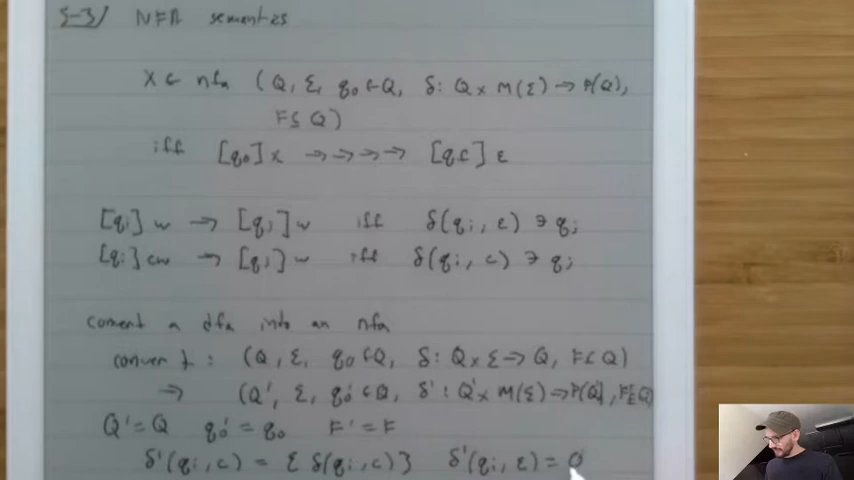 5-3/ NFA semantics
X ∈ nfa (Q, Σ, q₀∈Q, δ: Q × M(Σ) → P(Q),
F⊆Q)
iff [q₀]x →→→→ [qf] ε
[qi] w → [qj] w iff δ(qi, ε) ∋ qj
[qi] cw → [qj] w iff δ(qi, c) ∋ qj
convert a dfa into an nfa
convert : (Q, Σ, q₀∈Q, δ: Q×Σ→Q, F⊆Q)
⇒ (Q', Σ, q₀'∈Q, δ': Q'× M(Σ)→P(Q), F'⊆Q)
Q'=Q q₀'=q₀ F'=F
δ'(qi,c) = {δ(qi,c)} δ'(qi, ε) = ∅